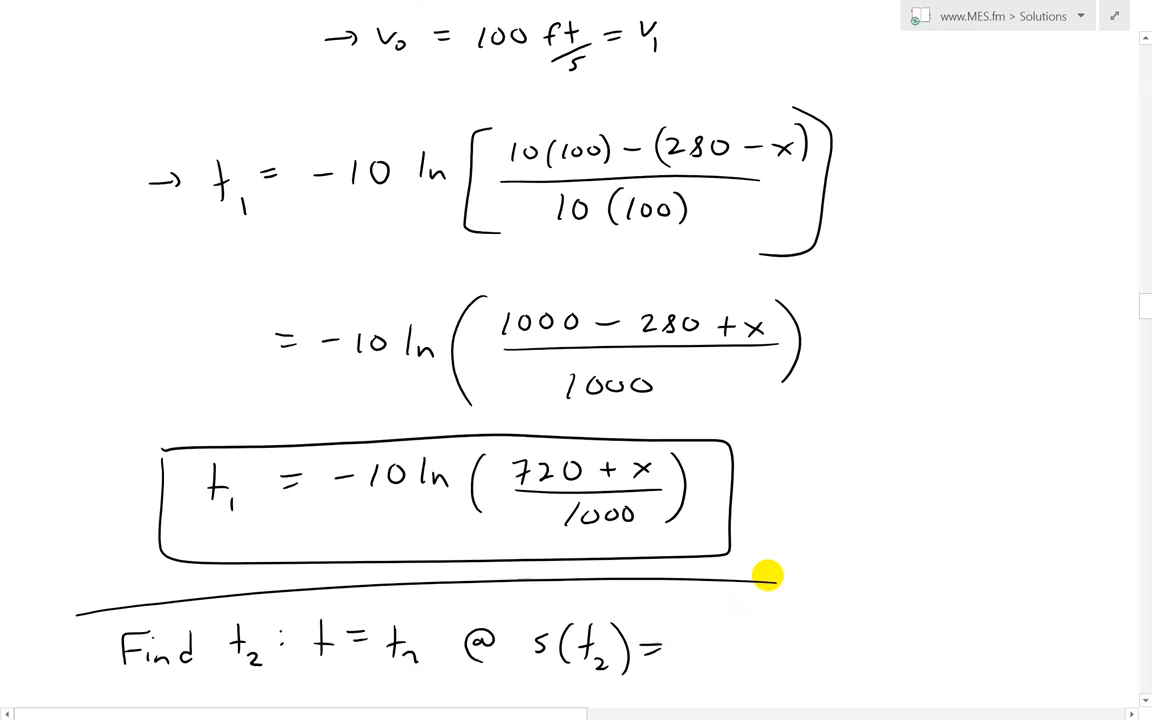 www.MES.fm > Solutions
→ v₀ = 100 ft/s = v₁
→ t₁ = -10 ln [ (10(100) - (280 - x)) / (10(100)) ]
= -10 ln ( (1000 - 280 + x) / 1000 )
t₁ = -10 ln ( (720 + x) / 1000 )
Find t₂ : t = t₂ @ s(t₂) =